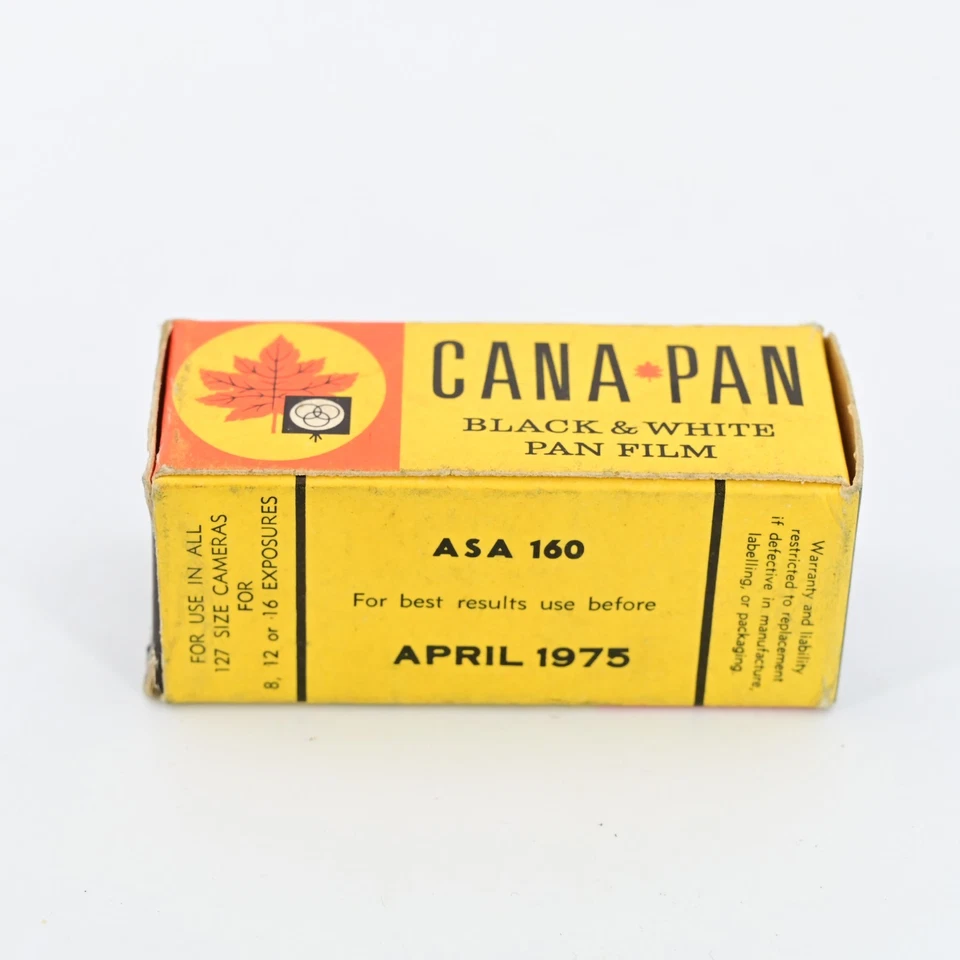 CANA PAN
BLACK & WHITE
PAN FILM
FOR USE IN ALL
127 SIZE CAMERAS
FOR
8, 12 or 16 EXPOSURES
ASA 160
For best results use before
APRIL 1975
Warranty and liability
restricted to replacement
if defective in manufacture,
labelling, or packaging.